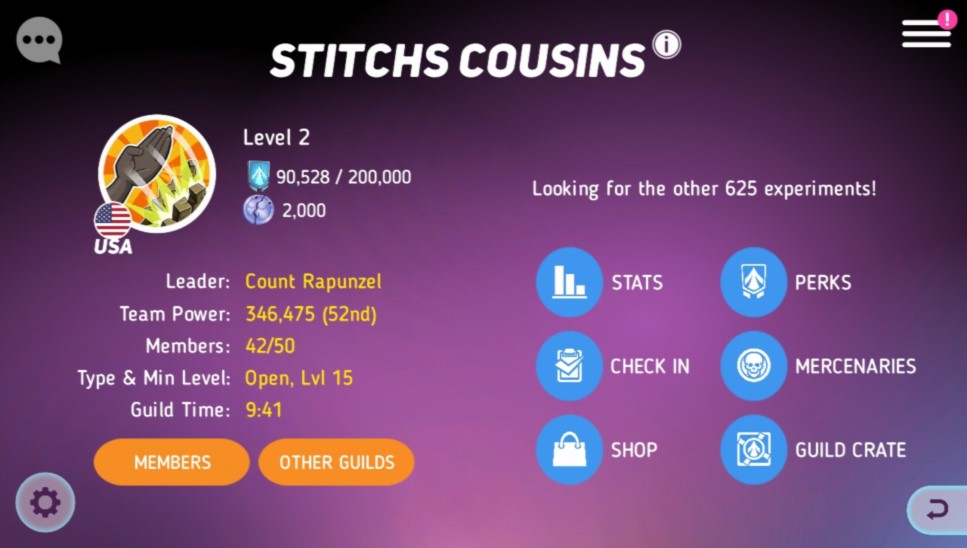 STITCHS COUSINS
Level 2
90,528 / 200,000
2,000
USA
Looking for the other 625 experiments!
Leader: Count Rapunzel
Team Power: 346,475 (52nd)
Members: 42/50
Type & Min Level: Open, Lvl 15
Guild Time: 9:41
MEMBERS
OTHER GUILDS
STATS
PERKS
CHECK IN
MERCENARIES
SHOP
GUILD CRATE